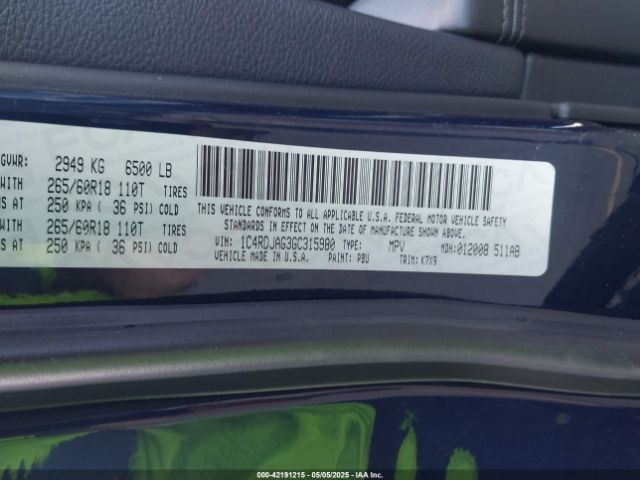 GVWR: 2949 KG 6500 LB
WITH 265/60R18 110T TIRES
S AT 250 KPA ( 36 PSI) COLD
WITH 265/60R18 110T TIRES
S AT 250 KPA ( 36 PSI) COLD
THIS VEHICLE CONFORMS TO ALL APPLICABLE U.S.A. FEDERAL MOTOR VEHICLE SAFETY
STANDARDS IN EFFECT ON THE DATE OF MANUFACTURE SHOWN ABOVE.
VIN: 1C4RDJAG3GC315980 TYPE: MPV MDH:012008 511AB
VEHICLE MADE IN U.S.A. PAINT: PBU TRIM: K7X9
000-42191215 - 05/05/2025 - IAAI.COM